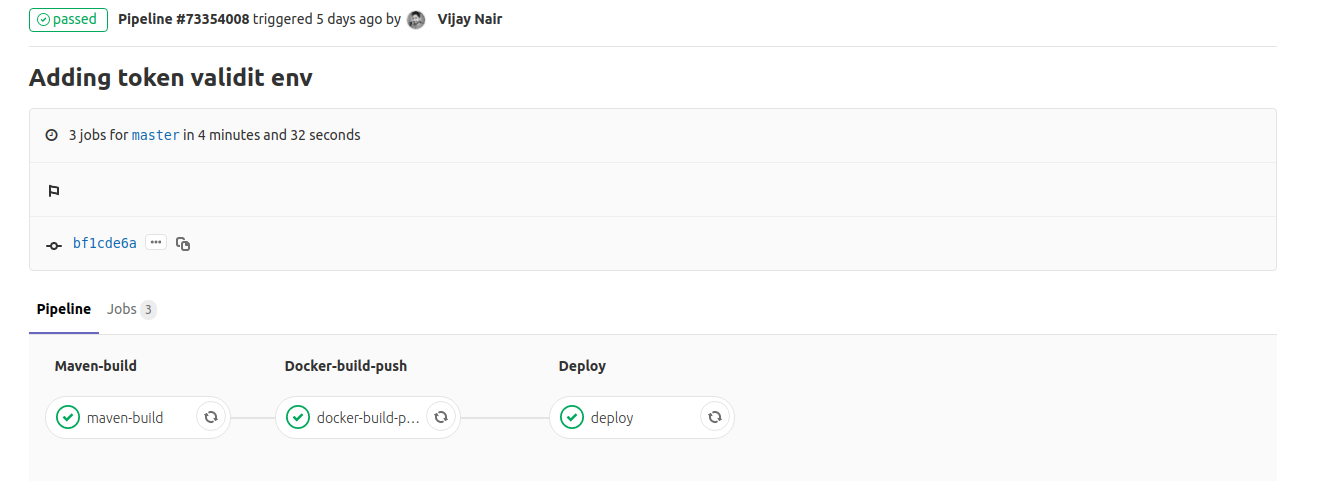 passed Pipeline #73354008 triggered 5 days ago by Vijay Nair
Adding token validit env
3 jobs for master in 4 minutes and 32 seconds
bf1cde6a
Pipeline Jobs 3
Maven-build Docker-build-push Deploy
maven-build docker-build-p... deploy